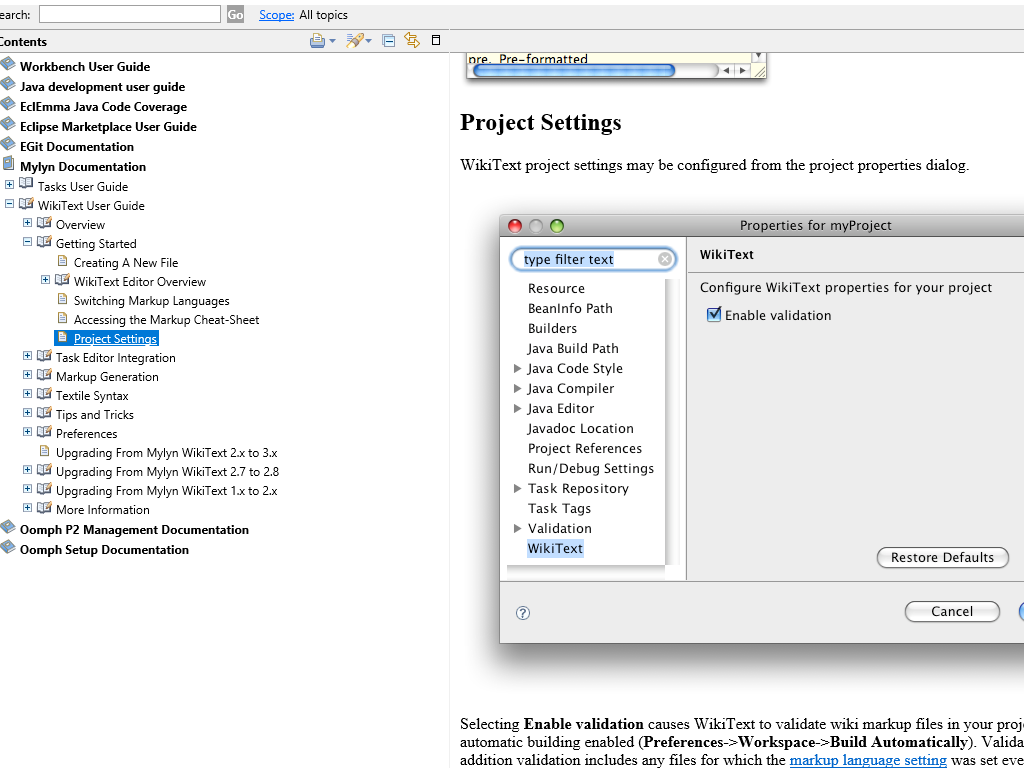 earch:
Go
Scope: All topics
Contents
Workbench User Guide
Java development user guide
EclEmma Java Code Coverage
Eclipse Marketplace User Guide
EGit Documentation
Mylyn Documentation
Tasks User Guide
WikiText User Guide
Overview
Getting Started
Creating A New File
WikiText Editor Overview
Switching Markup Languages
Accessing the Markup Cheat-Sheet
Project Settings
Task Editor Integration
Markup Generation
Textile Syntax
Tips and Tricks
Preferences
Upgrading From Mylyn WikiText 2.x to 3.x
Upgrading From Mylyn WikiText 2.7 to 2.8
Upgrading From Mylyn WikiText 1.x to 2.x
More Information
Oomph P2 Management Documentation
Oomph Setup Documentation
pre. Pre-formatted
Project Settings
WikiText project settings may be configured from the project properties dialog.
Properties for myProject
type filter text
Resource
BeanInfo Path
Builders
Java Build Path
Java Code Style
Java Compiler
Java Editor
Javadoc Location
Project References
Run/Debug Settings
Task Repository
Task Tags
Validation
WikiText
WikiText
Configure WikiText properties for your project
Enable validation
Restore Defaults
?
Cancel
Selecting Enable validation causes WikiText to validate wiki markup files in your proj
automatic building enabled (Preferences->Workspace->Build Automatically). Valida
addition validation includes any files for which the markup language setting was set eve